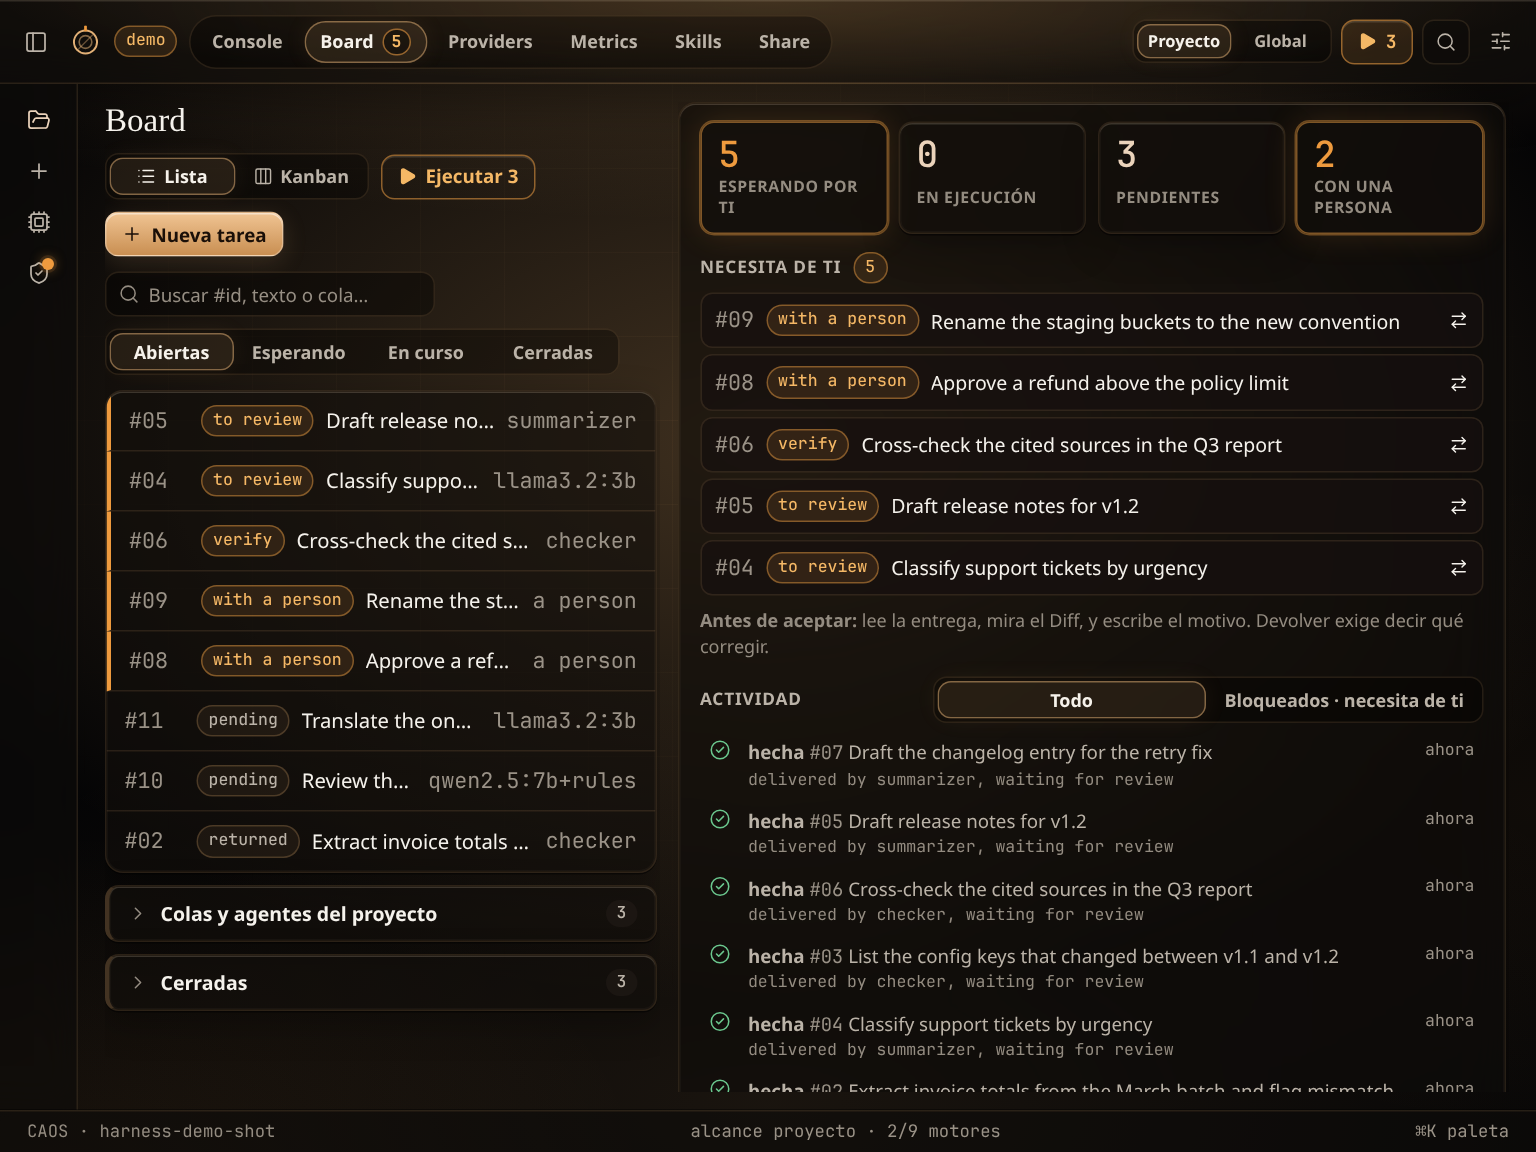 demo
Console
Board 5
Providers
Metrics
Skills
Share
Proyecto
Global
3
Board
Lista
Kanban
Ejecutar 3
Nueva tarea
Buscar #id, texto o cola...
Abiertas
Esperando
En curso
Cerradas
#05 to review Draft release no... summarizer
#04 to review Classify suppo... llama3.2:3b
#06 verify Cross-check the cited s... checker
#09 with a person Rename the st... a person
#08 with a person Approve a ref... a person
#11 pending Translate the on... llama3.2:3b
#10 pending Review th... qwen2.5:7b+rules
#02 returned Extract invoice totals ... checker
Colas y agentes del proyecto 3
Cerradas 3
5
ESPERANDO POR
TI
0
EN EJECUCIÓN
3
PENDIENTES
2
CON UNA
PERSONA
NECESITA DE TI 5
#09 with a person Rename the staging buckets to the new convention
#08 with a person Approve a refund above the policy limit
#06 verify Cross-check the cited sources in the Q3 report
#05 to review Draft release notes for v1.2
#04 to review Classify support tickets by urgency
Antes de aceptar: lee la entrega, mira el Diff, y escribe el motivo. Devolver exige decir qué
corregir.
ACTIVIDAD
Todo
Bloqueados · necesita de ti
hecha #07 Draft the changelog entry for the retry fix ahora
delivered by summarizer, waiting for review
hecha #05 Draft release notes for v1.2 ahora
delivered by summarizer, waiting for review
hecha #06 Cross-check the cited sources in the Q3 report ahora
delivered by checker, waiting for review
hecha #03 List the config keys that changed between v1.1 and v1.2 ahora
delivered by checker, waiting for review
hecha #04 Classify support tickets by urgency ahora
delivered by summarizer, waiting for review
hecha #02 Extract invoice totals from the March batch and flag mismatch ahora
CAOS · harness-demo-shot
alcance proyecto · 2/9 motores
⌘K paleta